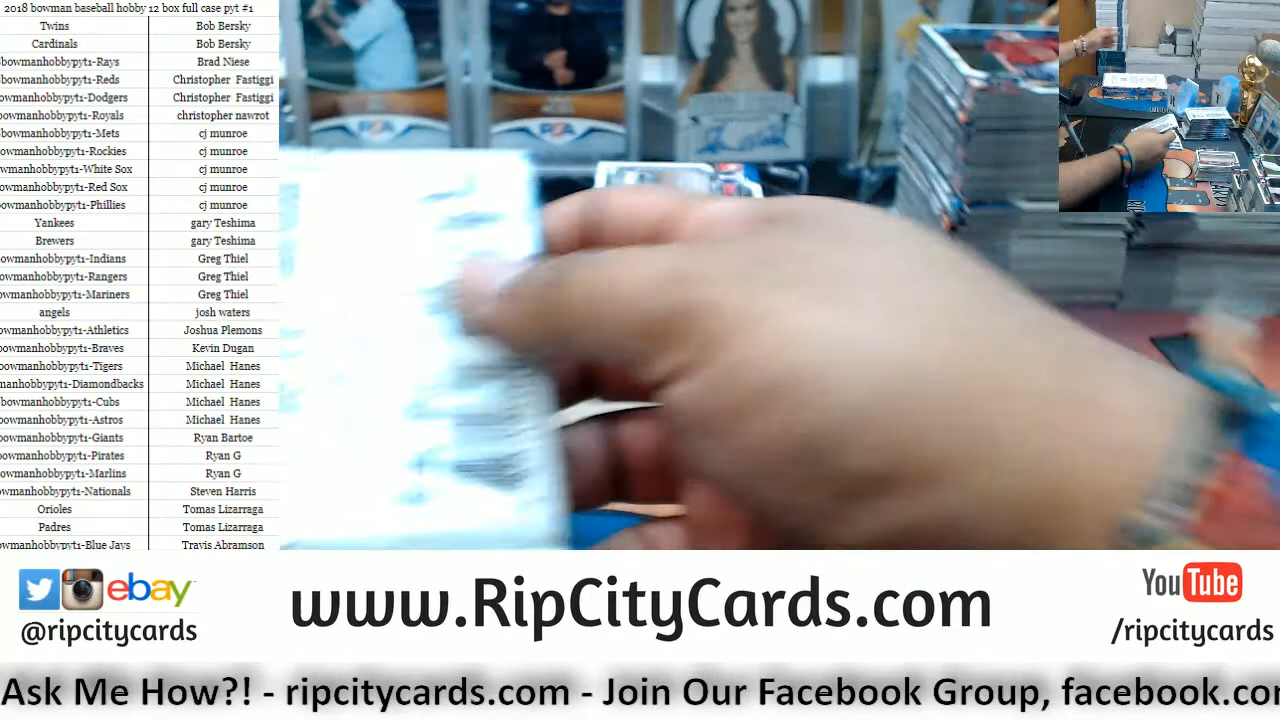 2018 bowman baseball hobby 12 box full case pyt #1
Twins Bob Bersky
Cardinals Bob Bersky
bowmanhobbypyt1-Rays Brad Niese
bowmanhobbypyt1-Reds Christopher Fastiggi
owmanhobbypyt1-Dodgers Christopher Fastiggi
owmanhobbypyt1-Royals christopher nawrot
bowmanhobbypyt1-Mets cj munroe
bowmanhobbypyt1-Rockies cj munroe
wmanhobbypyt1-White Sox cj munroe
wmanhobbypyt1-Red Sox cj munroe
owmanhobbypyt1-Phillies cj munroe
Yankees gary Teshima
Brewers gary Teshima
owmanhobbypyt1-Indians Greg Thiel
owmanhobbypyt1-Rangers Greg Thiel
wmanhobbypyt1-Mariners Greg Thiel
angels josh waters
owmanhobbypyt1-Athletics Joshua Plemons
owmanhobbypyt1-Braves Kevin Dugan
owmanhobbypyt1-Tigers Michael Hanes
manhobbypyt1-Diamondbacks Michael Hanes
bowmanhobbypyt1-Cubs Michael Hanes
owmanhobbypyt1-Astros Michael Hanes
owmanhobbypyt1-Giants Ryan Bartoe
owmanhobbypyt1-Pirates Ryan G
owmanhobbypyt1-Marlins Ryan G
wmanhobbypyt1-Nationals Steven Harris
Orioles Tomas Lizarraga
Padres Tomas Lizarraga
owmanhobbypyt1-Blue Jays Travis Abramson
ebay
@ripcitycards
www.RipCityCards.com
YouTube
/ripcitycards
Ask Me How?! - ripcitycards.com - Join Our Facebook Group, facebook.com